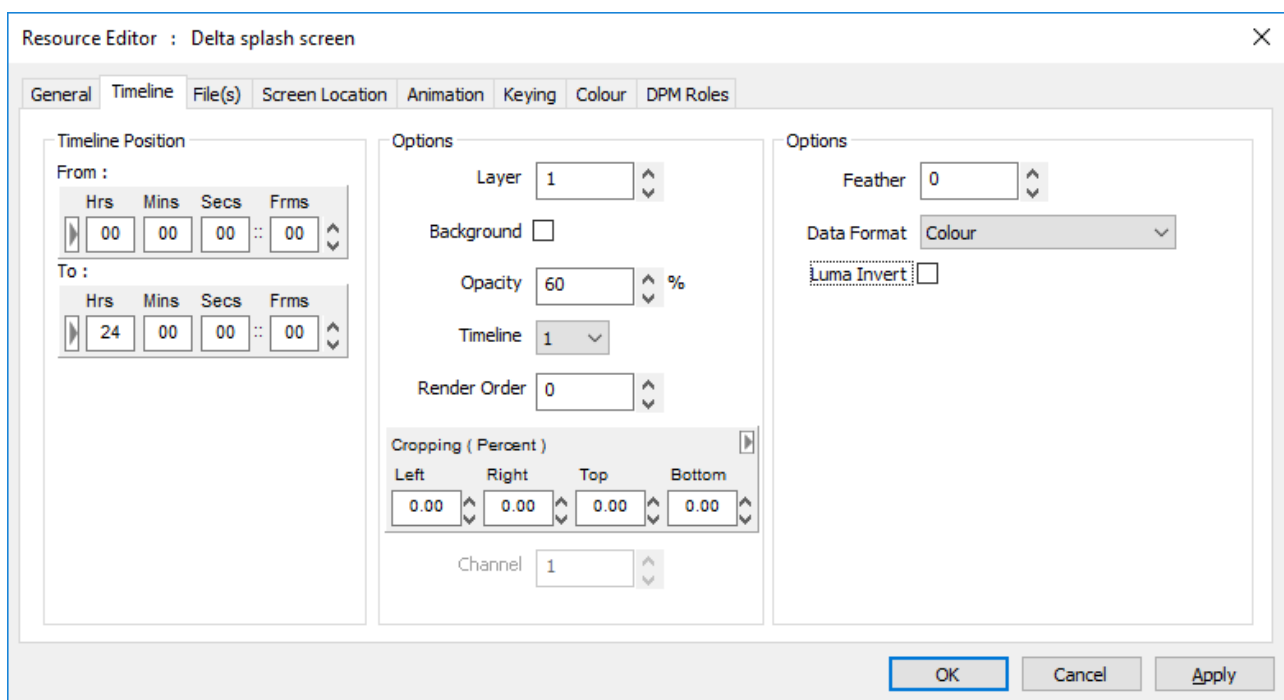 Resource Editor : Delta splash screen
General Timeline File(s) Screen Location Animation Keying Colour DPM Roles
Timeline Position
From :
Hrs Mins Secs Frms
00 00 00 :: 00
To :
Hrs Mins Secs Frms
24 00 00 :: 00
Options
Layer 1
Background
Opacity 60 %
Timeline 1
Render Order 0
Cropping ( Percent )
Left Right Top Bottom
0.00 0.00 0.00 0.00
Channel 1
Options
Feather 0
Data Format Colour
Luma Invert
OK Cancel Apply